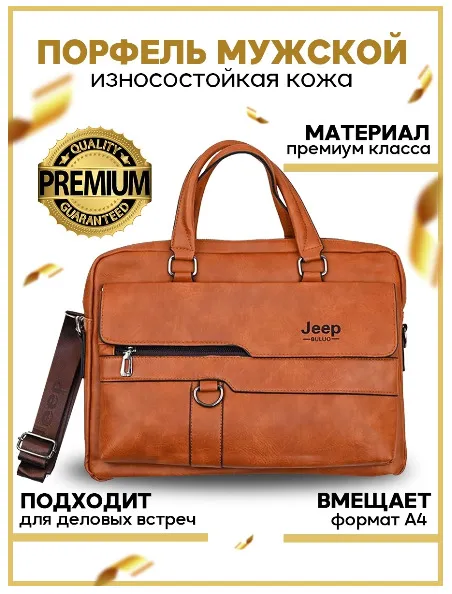 ПОРФЕЛЬ МУЖСКОЙ
износостойкая кожа
МАТЕРИАЛ
премиум класса
QUALITY
PREMIUM
GUARANTEED
Jeep
BULUO
Jeep
ПОДХОДИТ
для деловых встреч
ВМЕЩАЕТ
формат А4